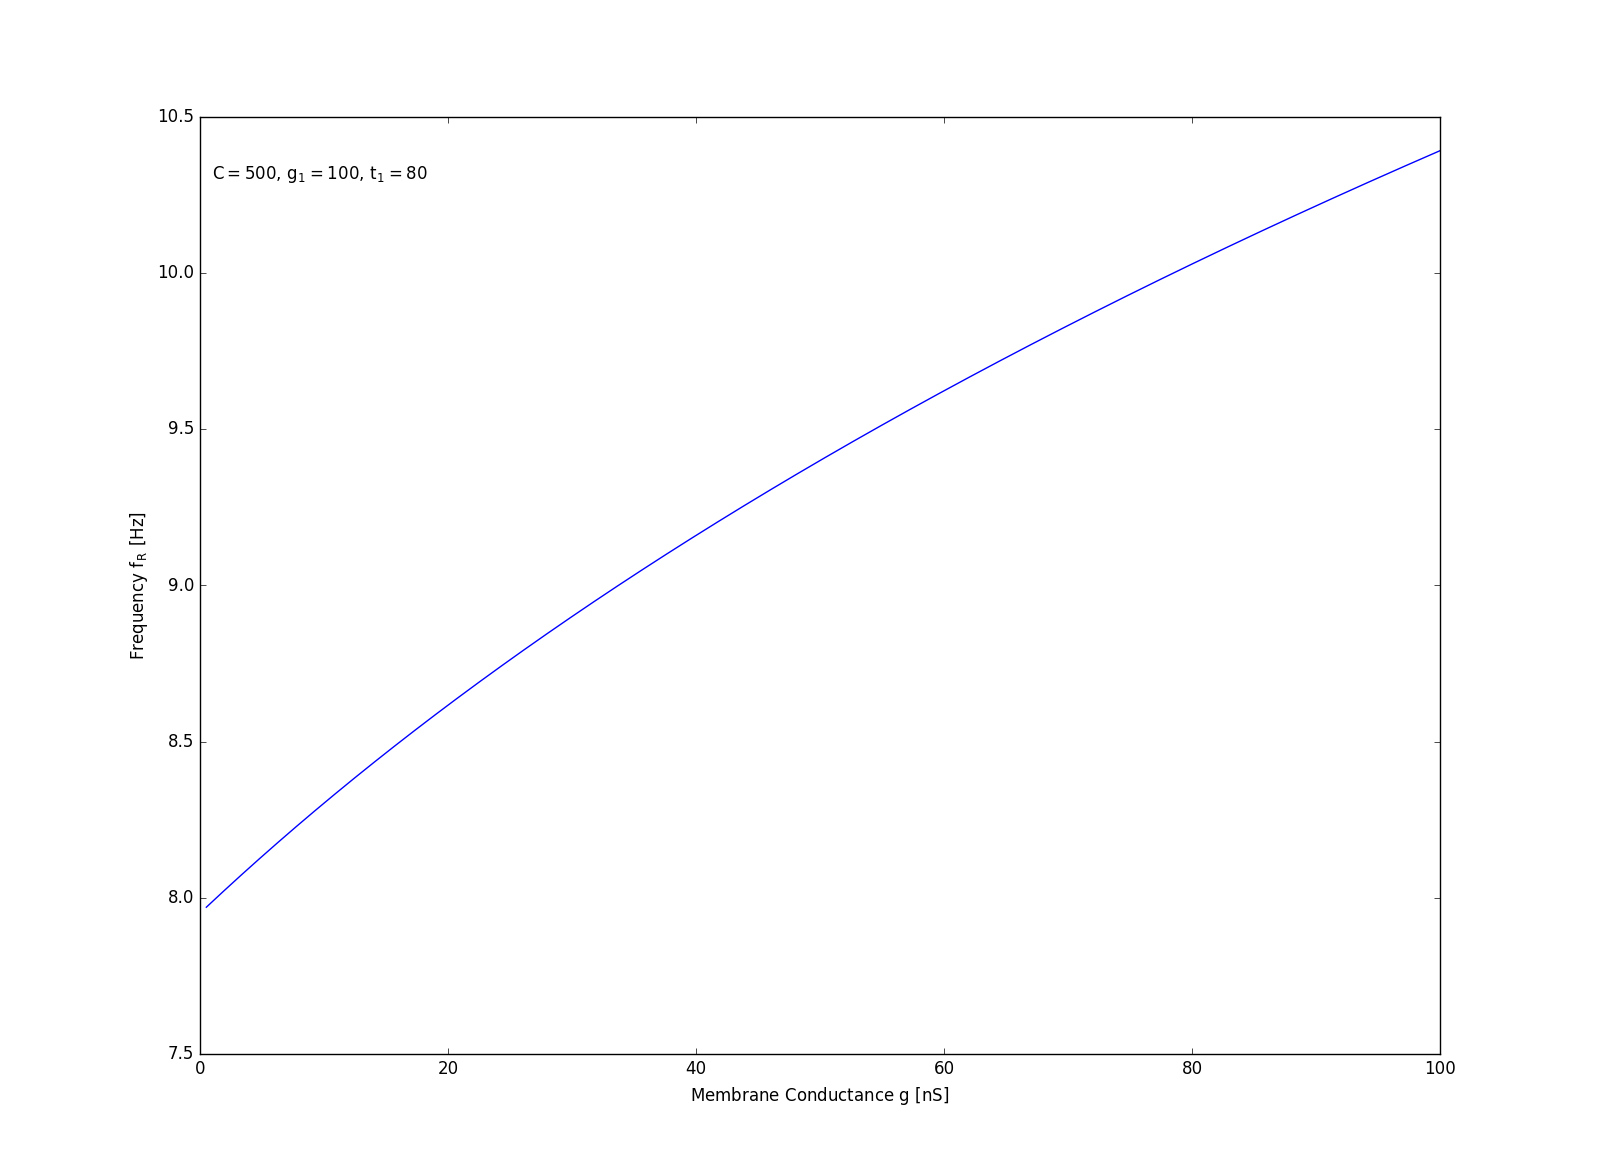 10.5
C = 500, g₁ = 100, t₁ = 80
10.0
9.5
9.0
8.5
8.0
7.5
Frequency f_R [Hz]
0 20 40 60 80 100
Membrane Conductance g [nS]